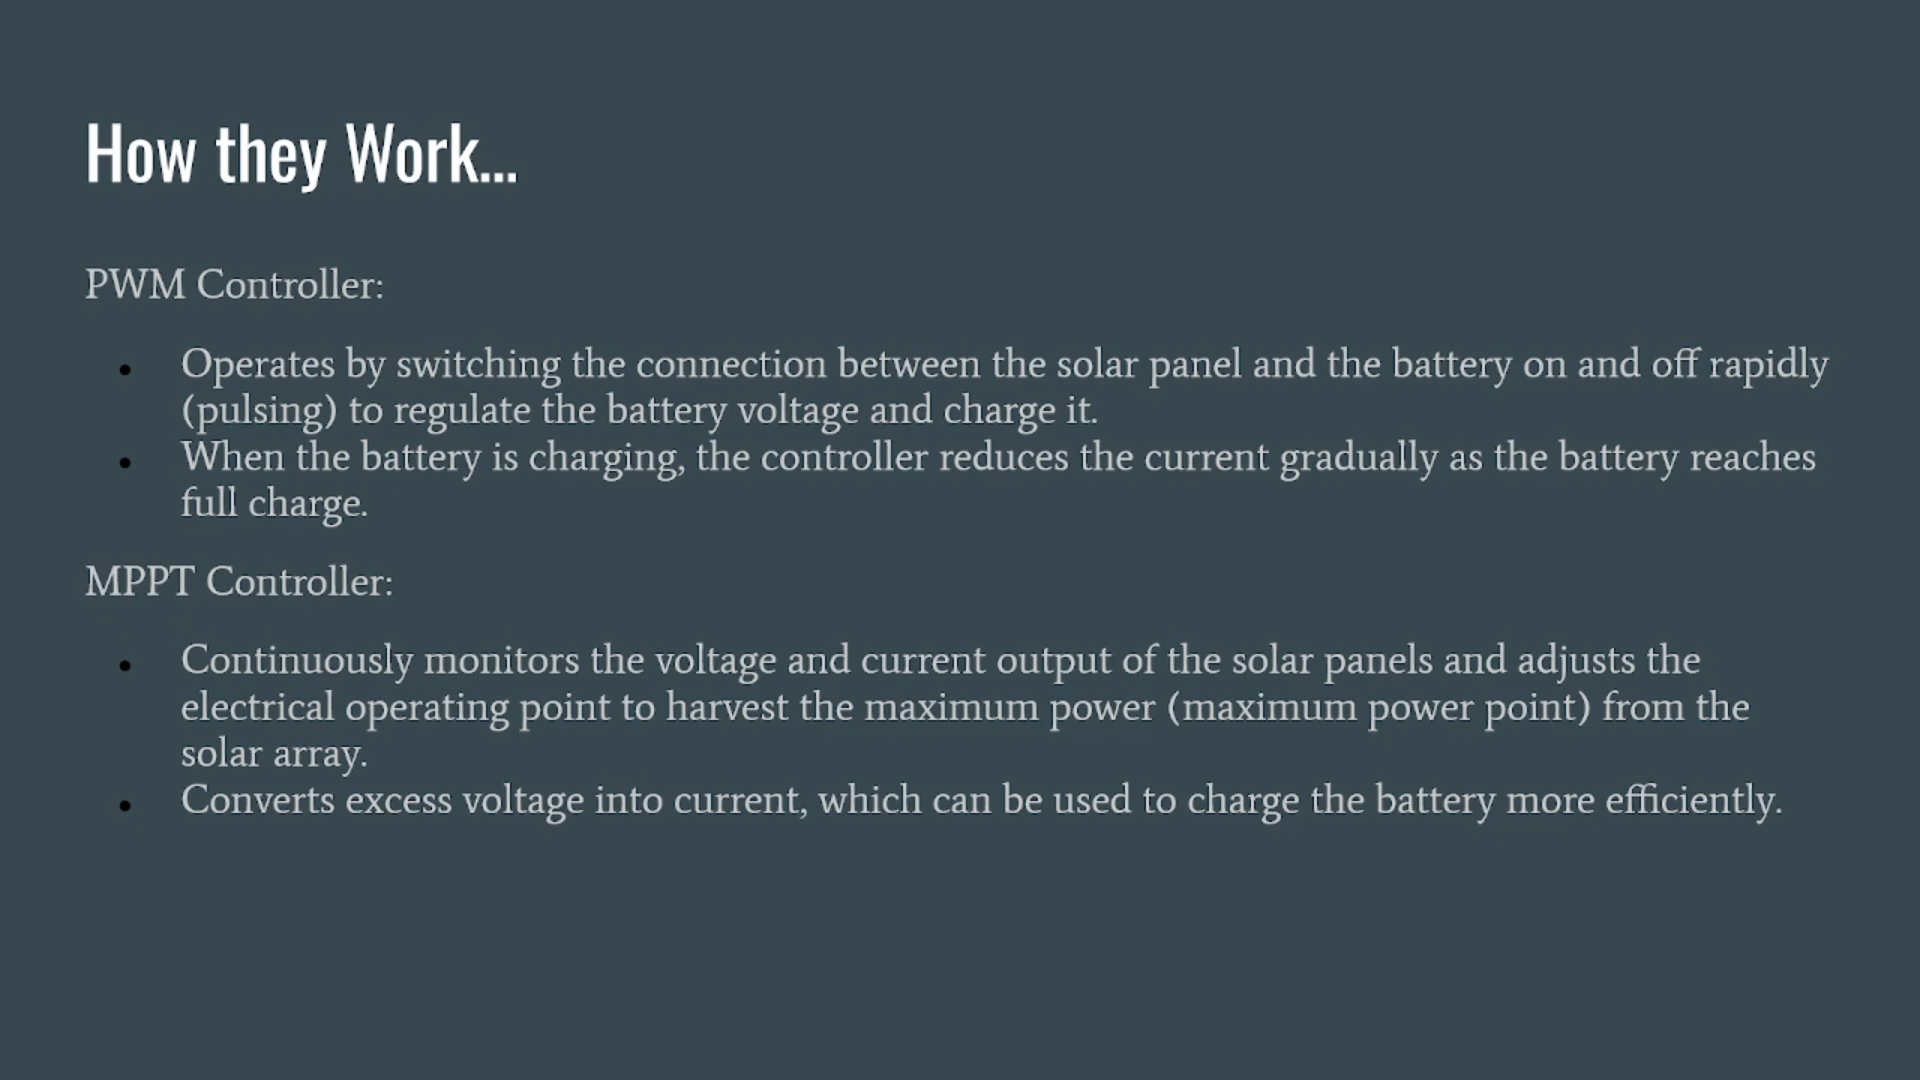 How they Work...
PWM Controller:
● Operates by switching the connection between the solar panel and the battery on and off rapidly
(pulsing) to regulate the battery voltage and charge it.
● When the battery is charging, the controller reduces the current gradually as the battery reaches
full charge.
MPPT Controller:
● Continuously monitors the voltage and current output of the solar panels and adjusts the
electrical operating point to harvest the maximum power (maximum power point) from the
solar array.
● Converts excess voltage into current, which can be used to charge the battery more efficiently.